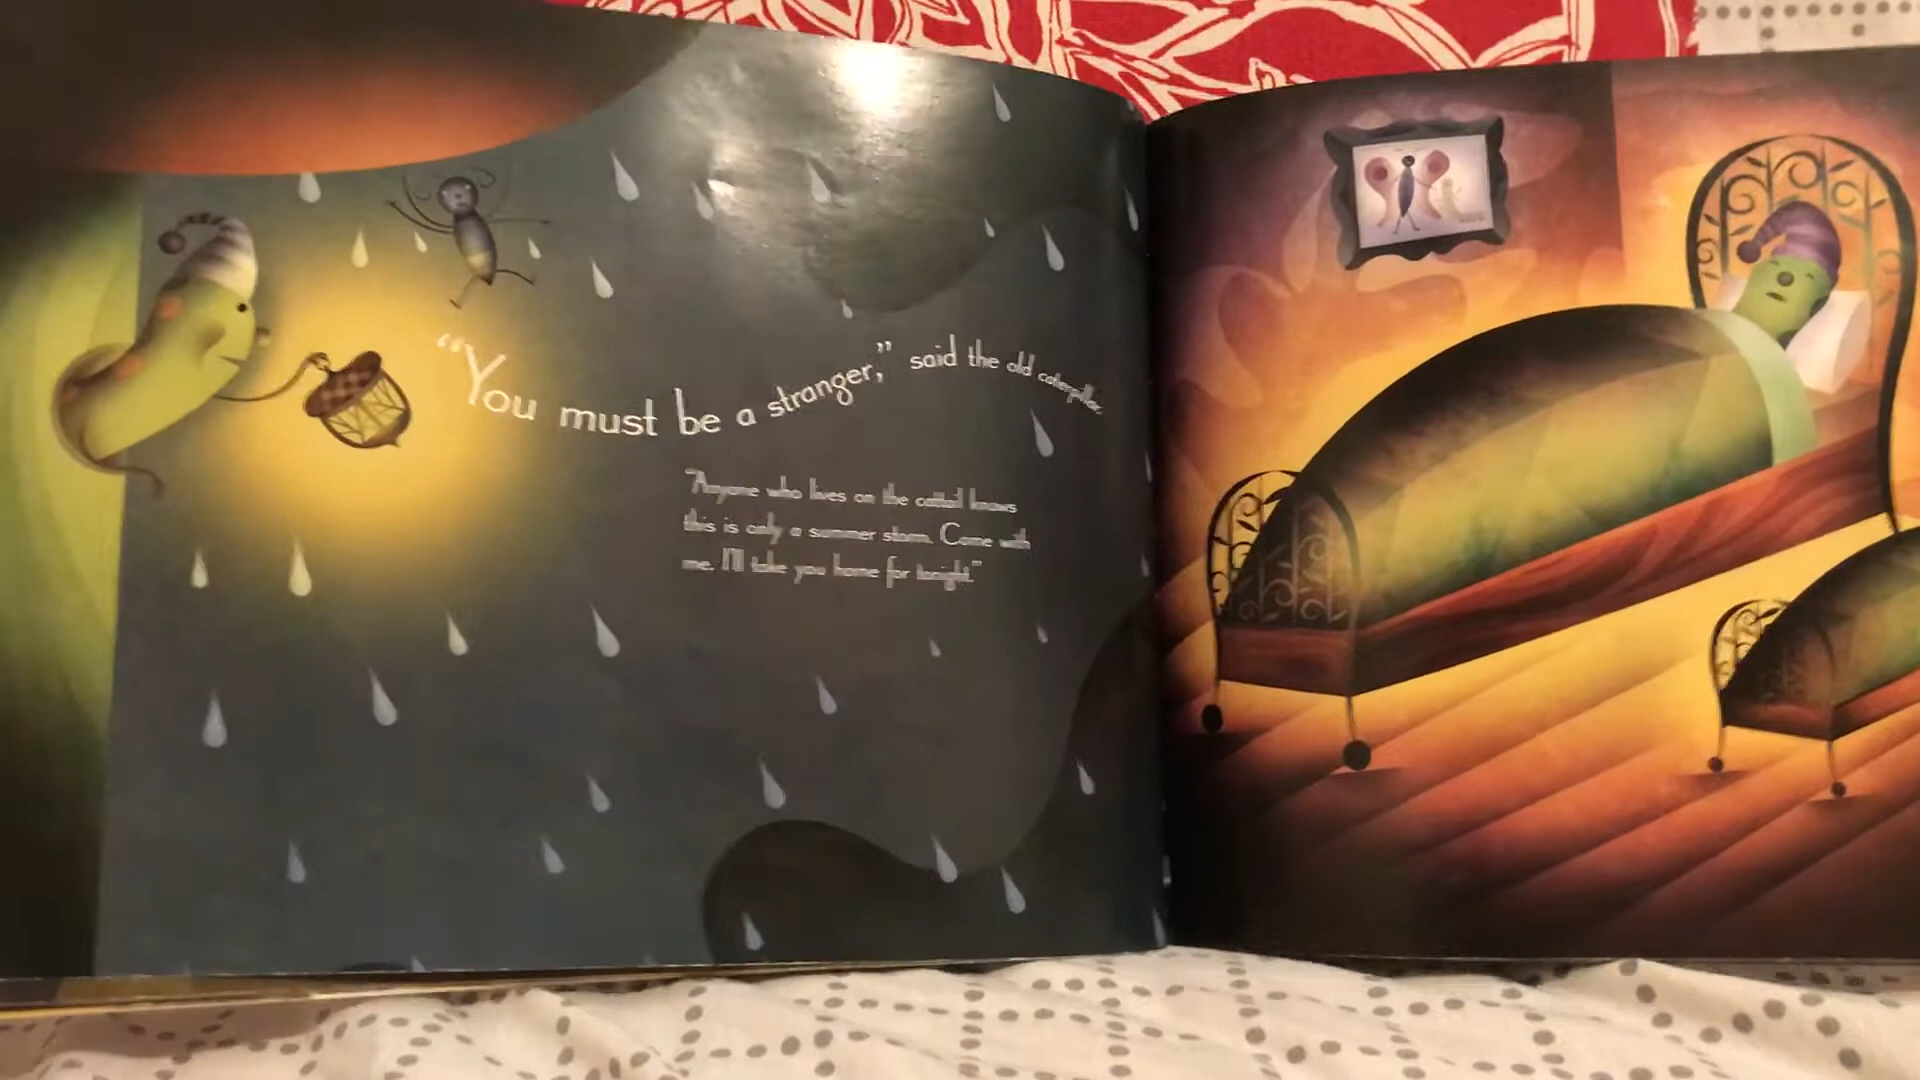 "You must be a stranger," said the old caterpillar.
"Anyone who lives on the cattail knows
this is only a summer storm. Come with
me. I'll take you home for tonight."